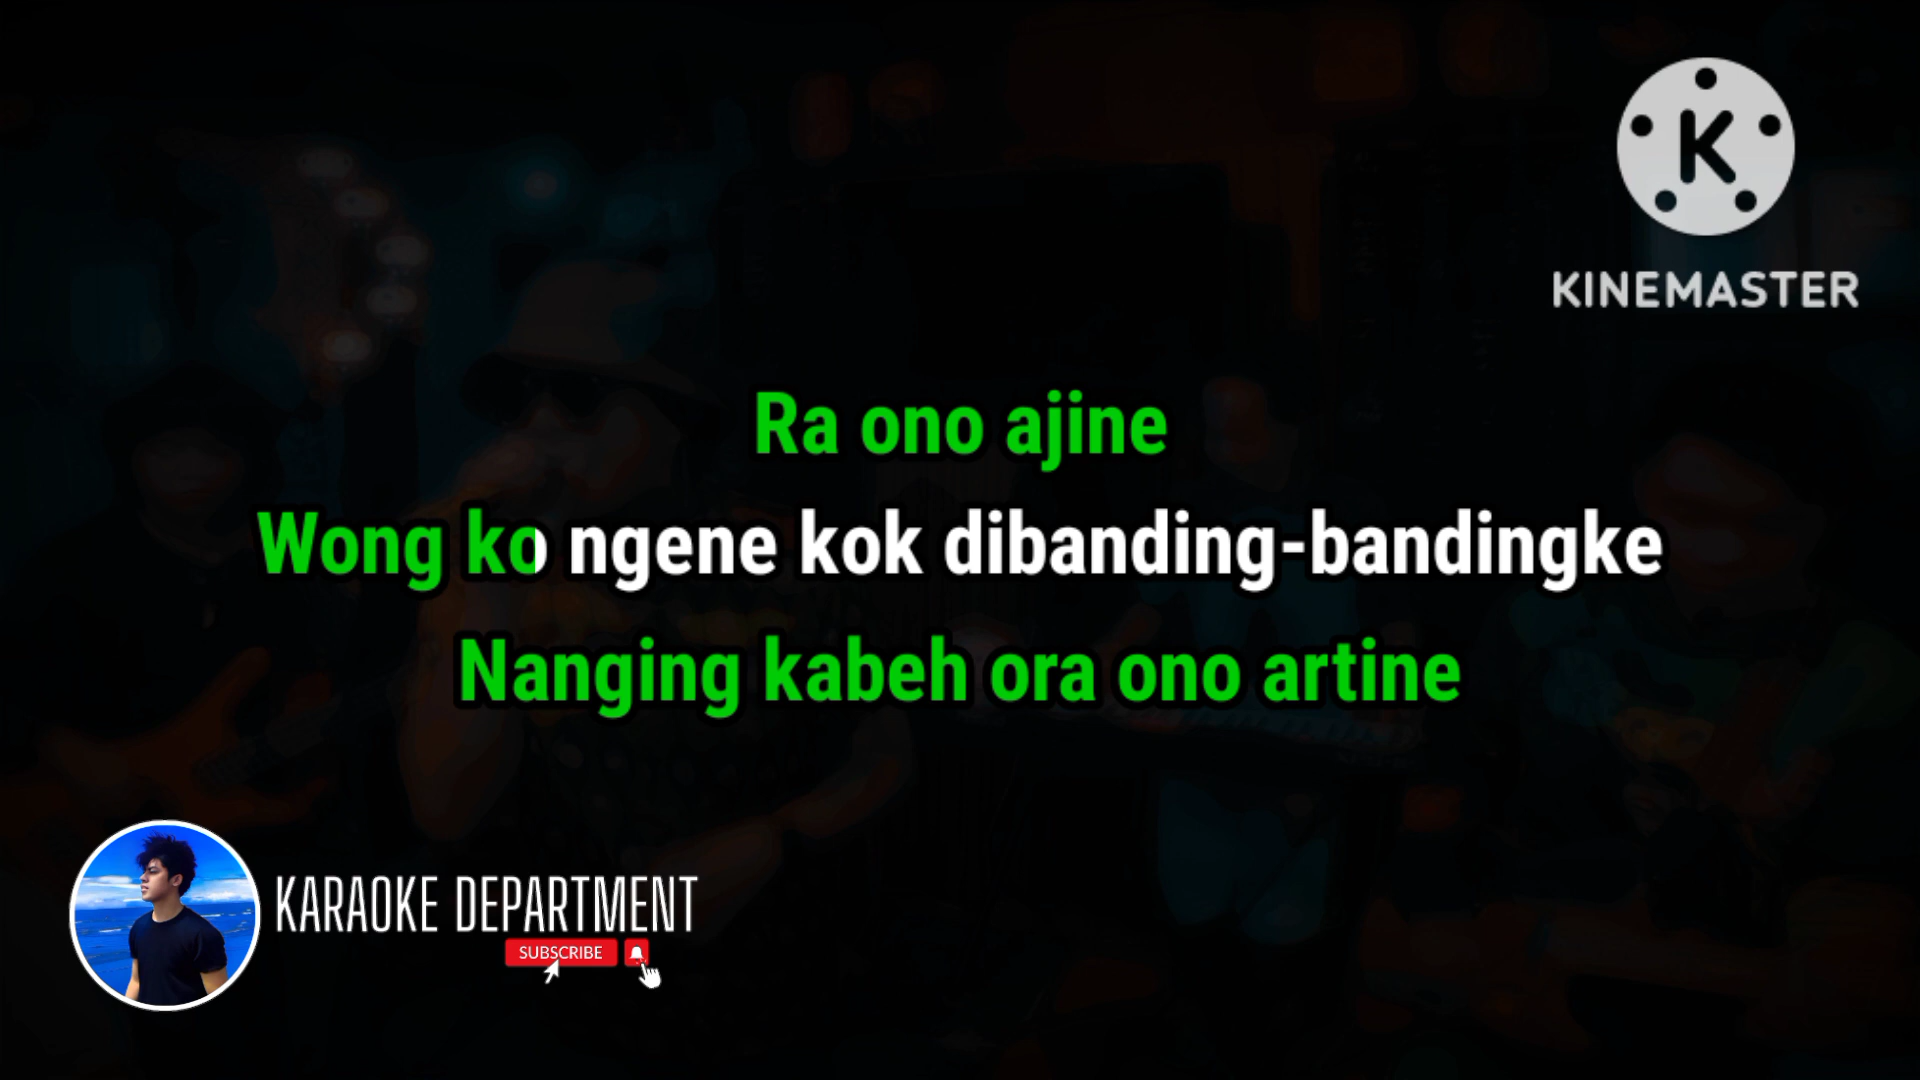 K
KINEMASTER
Ra ono ajine
Wong ko ngene kok dibanding-bandingke
Nanging kabeh ora ono artine
KARAOKE DEPARTMENT
SUBSCRIBE